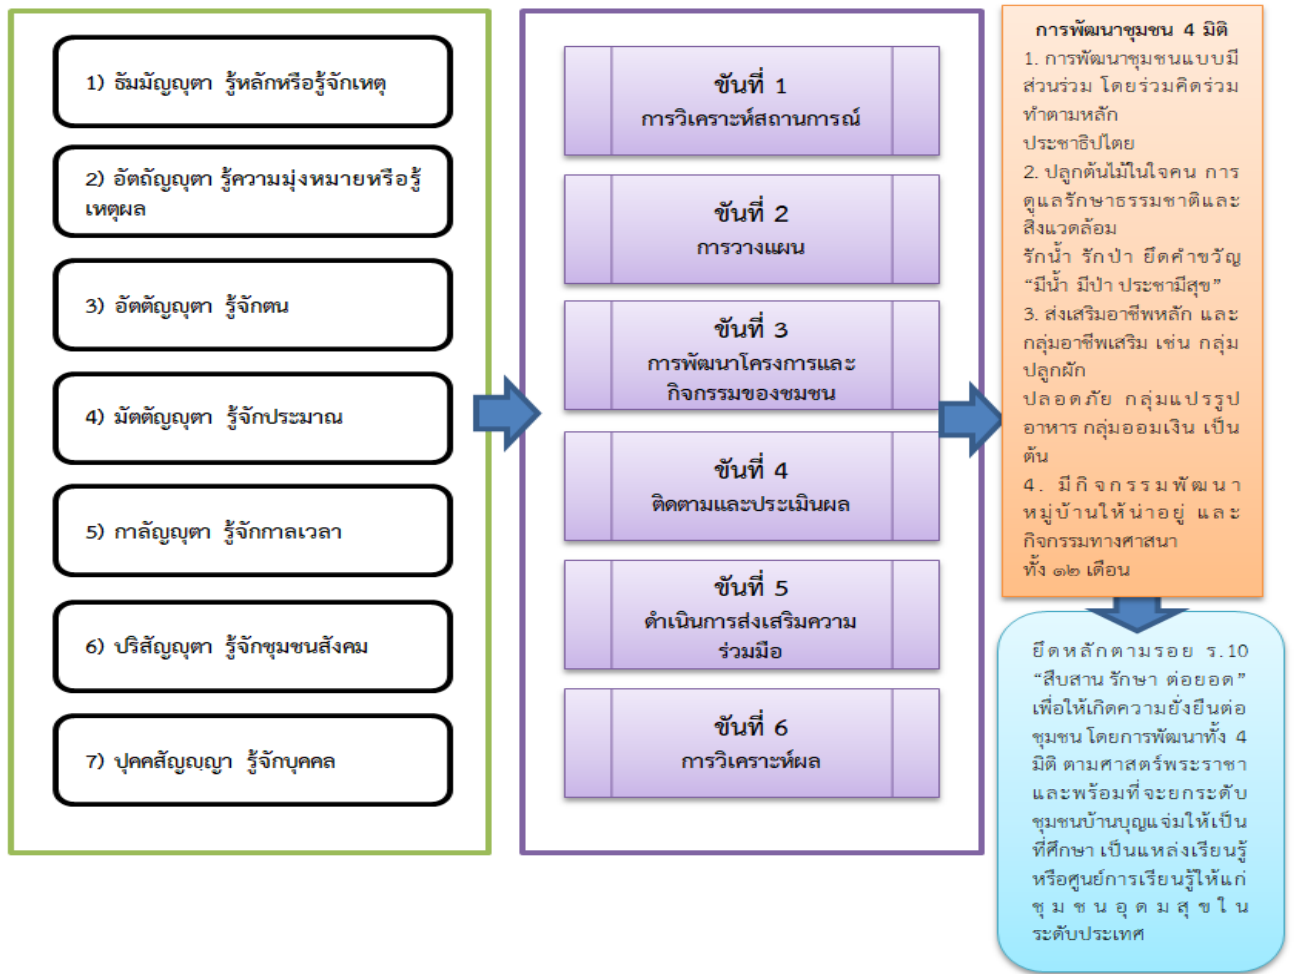 1) ธัมมัญญุตา รู้หลักหรือรู้จักเหตุ
2) อัตถัญญุตา รู้ความมุ่งหมายหรือรู้
เหตุผล
3) อัตตัญญุตา รู้จักตน
4) มัตตัญญุตา รู้จักประมาณ
5) กาลัญญุตา รู้จักกาลเวลา
6) ปริสัญญุตา รู้จักชุมชนสังคม
7) ปุคคสัญญญา รู้จักบุคคล
ขันที่ 1
การวิเคราะห์สถานการณ์
ขันที่ 2
การวางแผน
ขันที่ 3
การพัฒนาโครงการและ
กิจกรรมของชมชน
ขันที่ 4
ติดตามและประเมินผล
ขันที่ 5
ดำเนินการส่งเสริมความ
ร่วมมือ
ขันที่ 6
การวิเคราะห์ผล
การพัฒนาชุมชน 4 มิติ
1. การพัฒนาชุมชนแบบมี
ส่วนร่วม โดยร่วมคิดร่วม
ทำตามหลัก
ประชาธิปไตย
2. ปลูกต้นไม้ในใจคน การ
ดูแลรักษาธรรมชาติและ
สิ่งแวดล้อม
รักน้ำ รักป่า ยึดคำขวัญ
“มีน้ำ มีป่า ประชามีสุข”
3. ส่งเสริมอาชีพหลัก และ
กลุ่มอาชีพเสริม เช่น กลุ่ม
ปลูกผัก
ปลอดภัย กลุ่มแปรรูป
อาหาร กลุ่มออมเงิน เป็น
ต้น
4. มีกิจกรรมพัฒนา
หมู่บ้านให้น่าอยู่ และ
กิจกรรมทางศาสนา
ทั้ง ๑๒ เดือน
ยึดหลักตามรอย ร.10
“สืบสาน รักษา ต่อยอด”
เพื่อให้เกิดความยั่งยืนต่อ
ชุมชน โดยการพัฒนาทั้ง 4
มิติ ตามศาสตร์พระราชา
และพร้อมที่จะยกระดับ
ชุมชนบ้านบุญแจ่มให้เป็น
ที่ศึกษา เป็นแหล่งเรียนรู้
หรือศูนย์การเรียนรู้ให้แก่
ชุมชนอุดมสุขใน
ระดับประเทศ